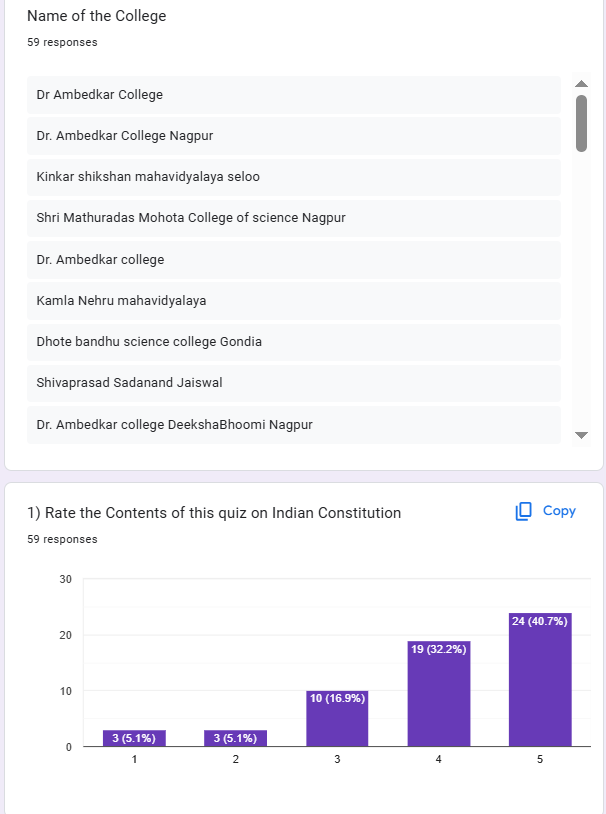 Name of the College
59 responses
Dr Ambedkar College
Dr. Ambedkar College Nagpur
Kinkar shikshan mahavidyalaya seloo
Shri Mathuradas Mohota College of science Nagpur
Dr. Ambedkar college
Kamla Nehru mahavidyalaya
Dhote bandhu science college Gondia
Shivaprasad Sadanand Jaiswal
Dr. Ambedkar college DeekshaBhoomi Nagpur
1) Rate the Contents of this quiz on Indian Constitution
Copy
59 responses
30
20
10
0
3 (5.1%)
3 (5.1%)
10 (16.9%)
19 (32.2%)
24 (40.7%)
1 2 3 4 5